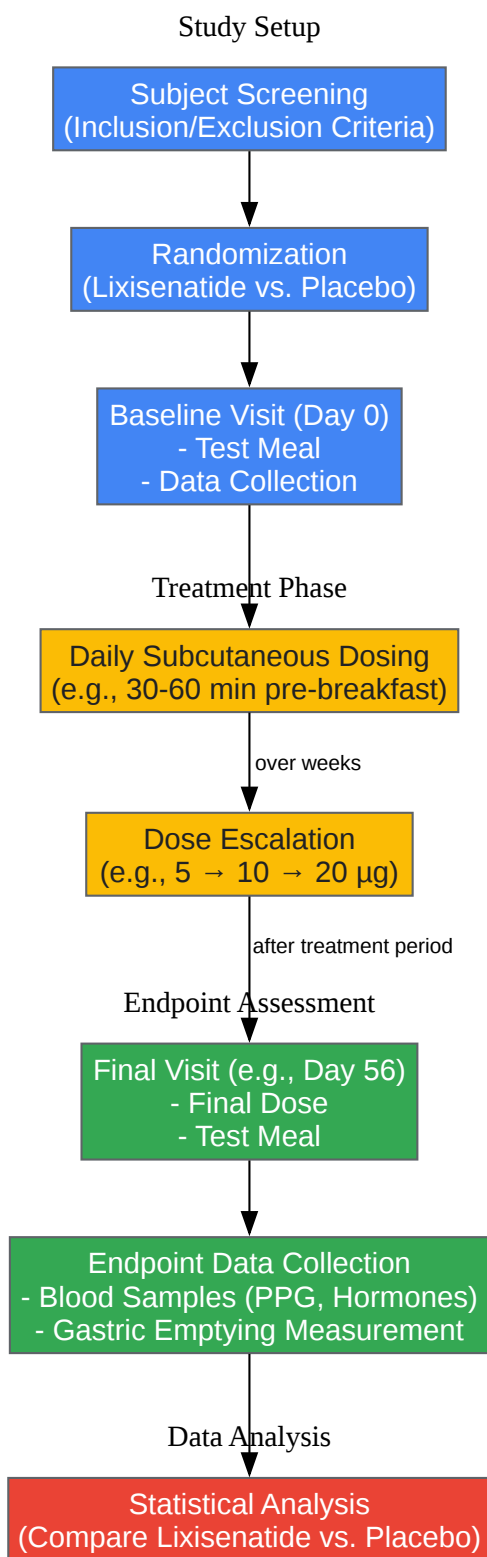 Study Setup
Subject Screening
(Inclusion/Exclusion Criteria)
Randomization
(Lixisenatide vs. Placebo)
Baseline Visit (Day 0)
- Test Meal
- Data Collection
Treatment Phase
Daily Subcutaneous Dosing
(e.g., 30-60 min pre-breakfast)
over weeks
Dose Escalation
(e.g., 5 → 10 → 20 µg)
after treatment period
Endpoint Assessment
Final Visit (e.g., Day 56)
- Final Dose
- Test Meal
Endpoint Data Collection
- Blood Samples (PPG, Hormones)
- Gastric Emptying Measurement
Data Analysis
Statistical Analysis
(Compare Lixisenatide vs. Placebo)